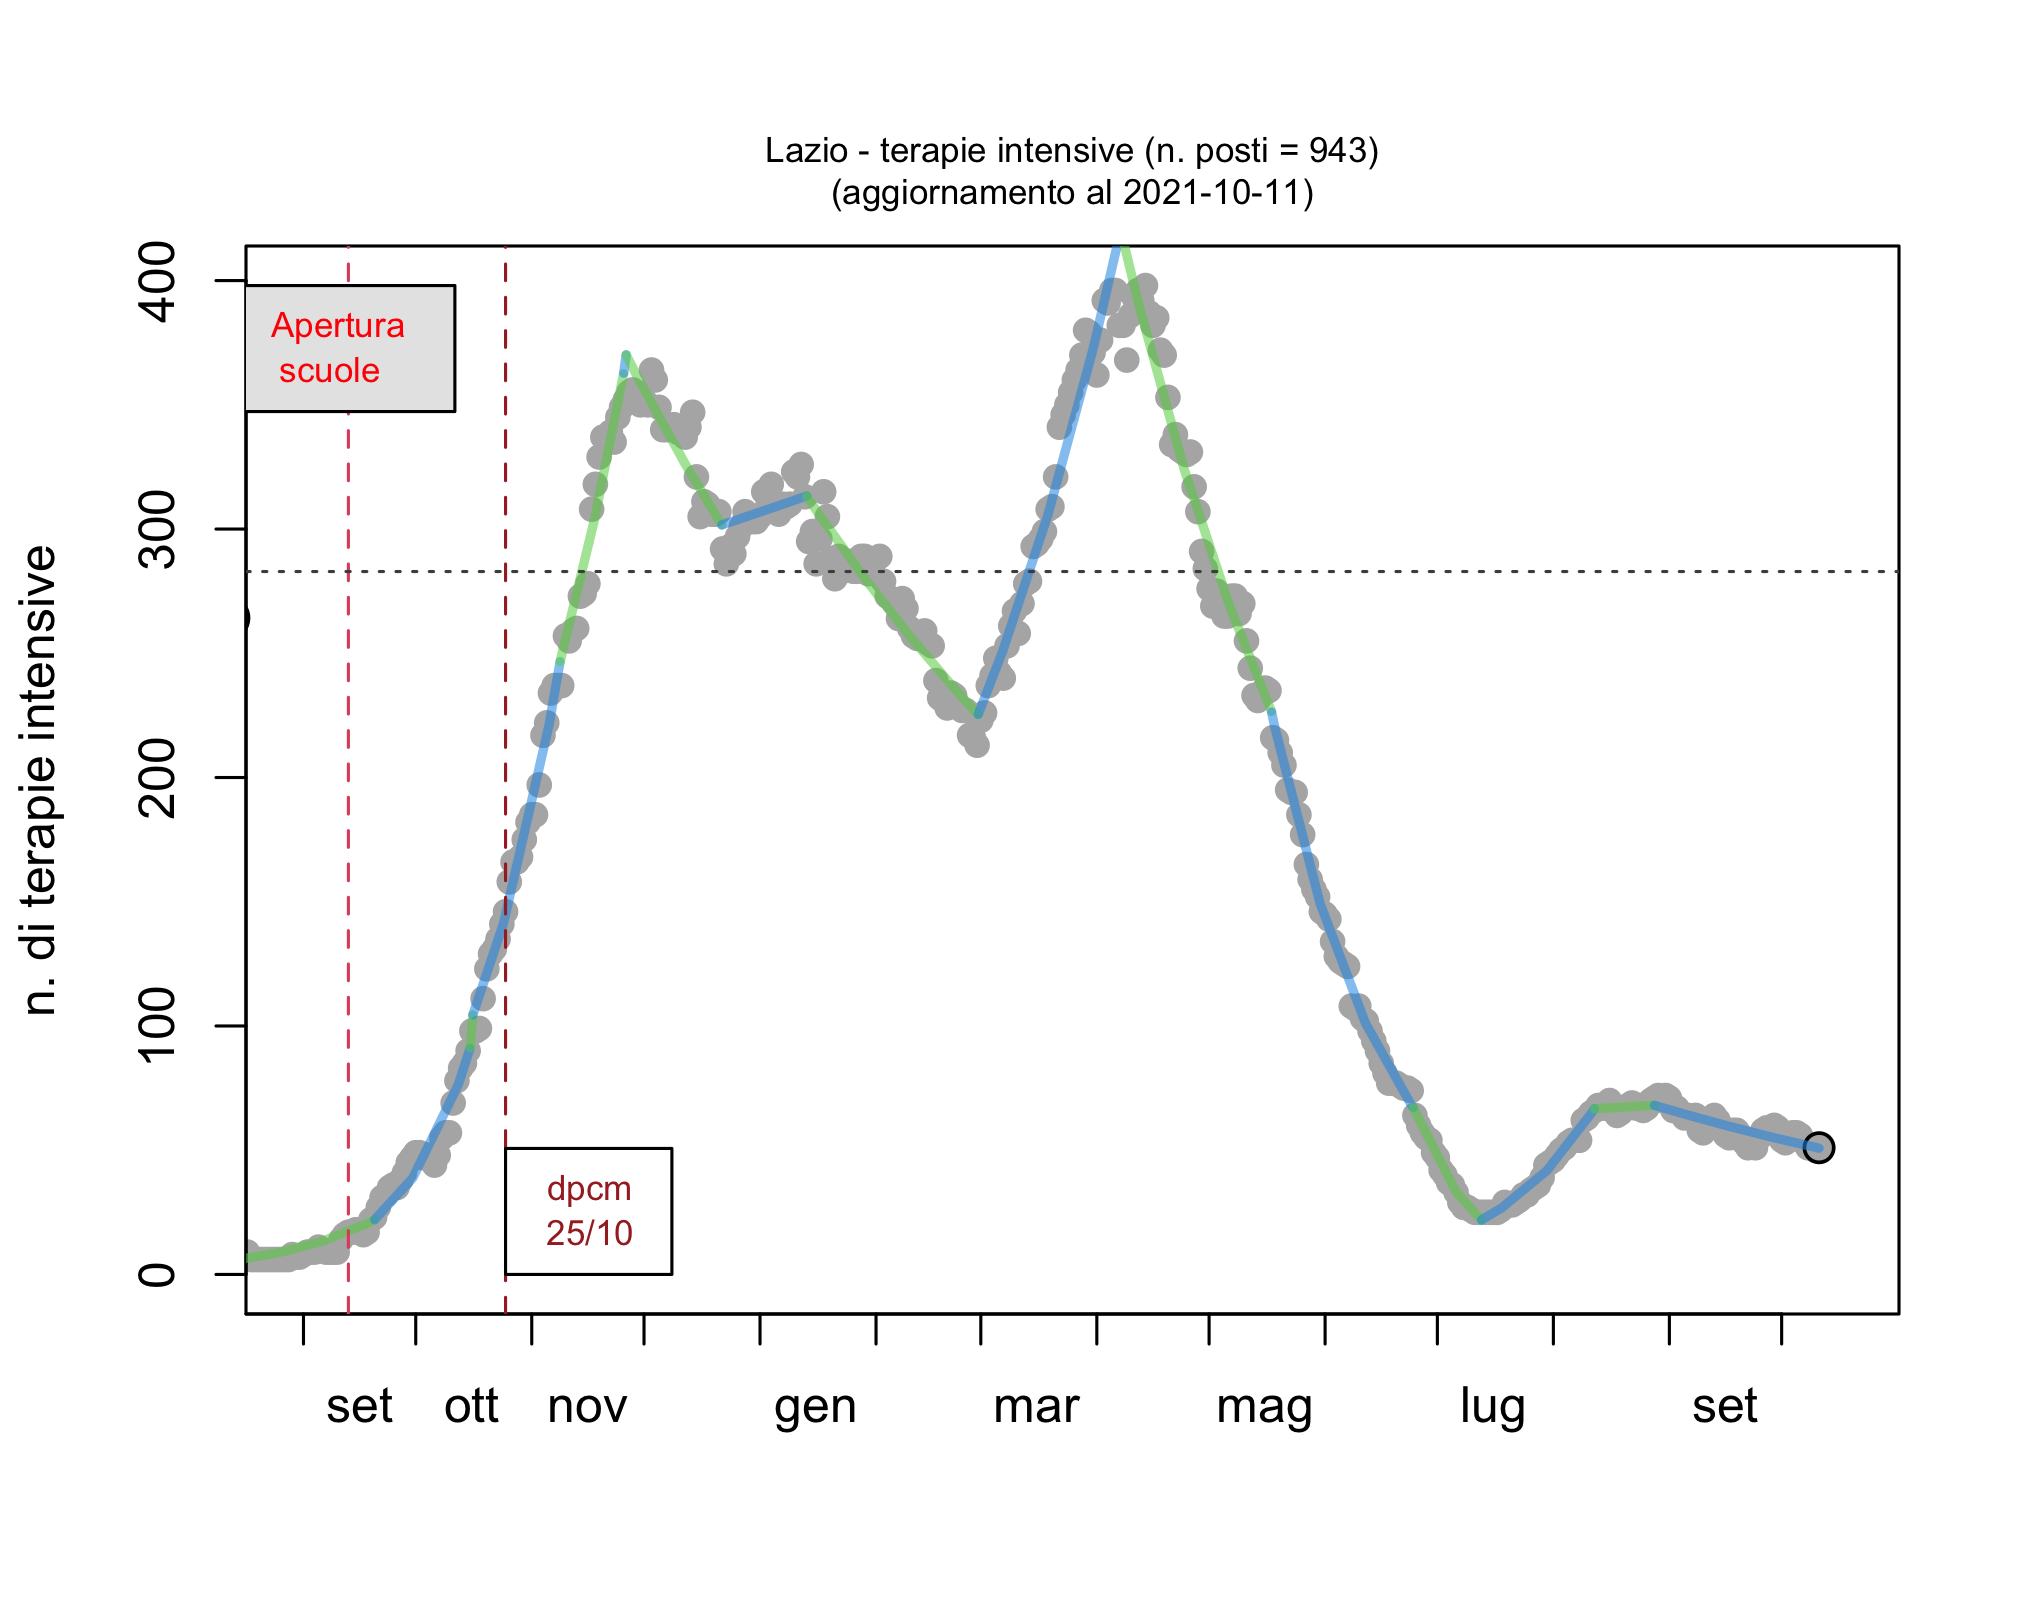 Lazio - terapie intensive (n. posti = 943)
(aggiornamento al 2021-10-11)
n. di terapie intensive
400
300
200
100
0
Apertura
scuole
dpcm
25/10
set ott nov gen mar mag lug set